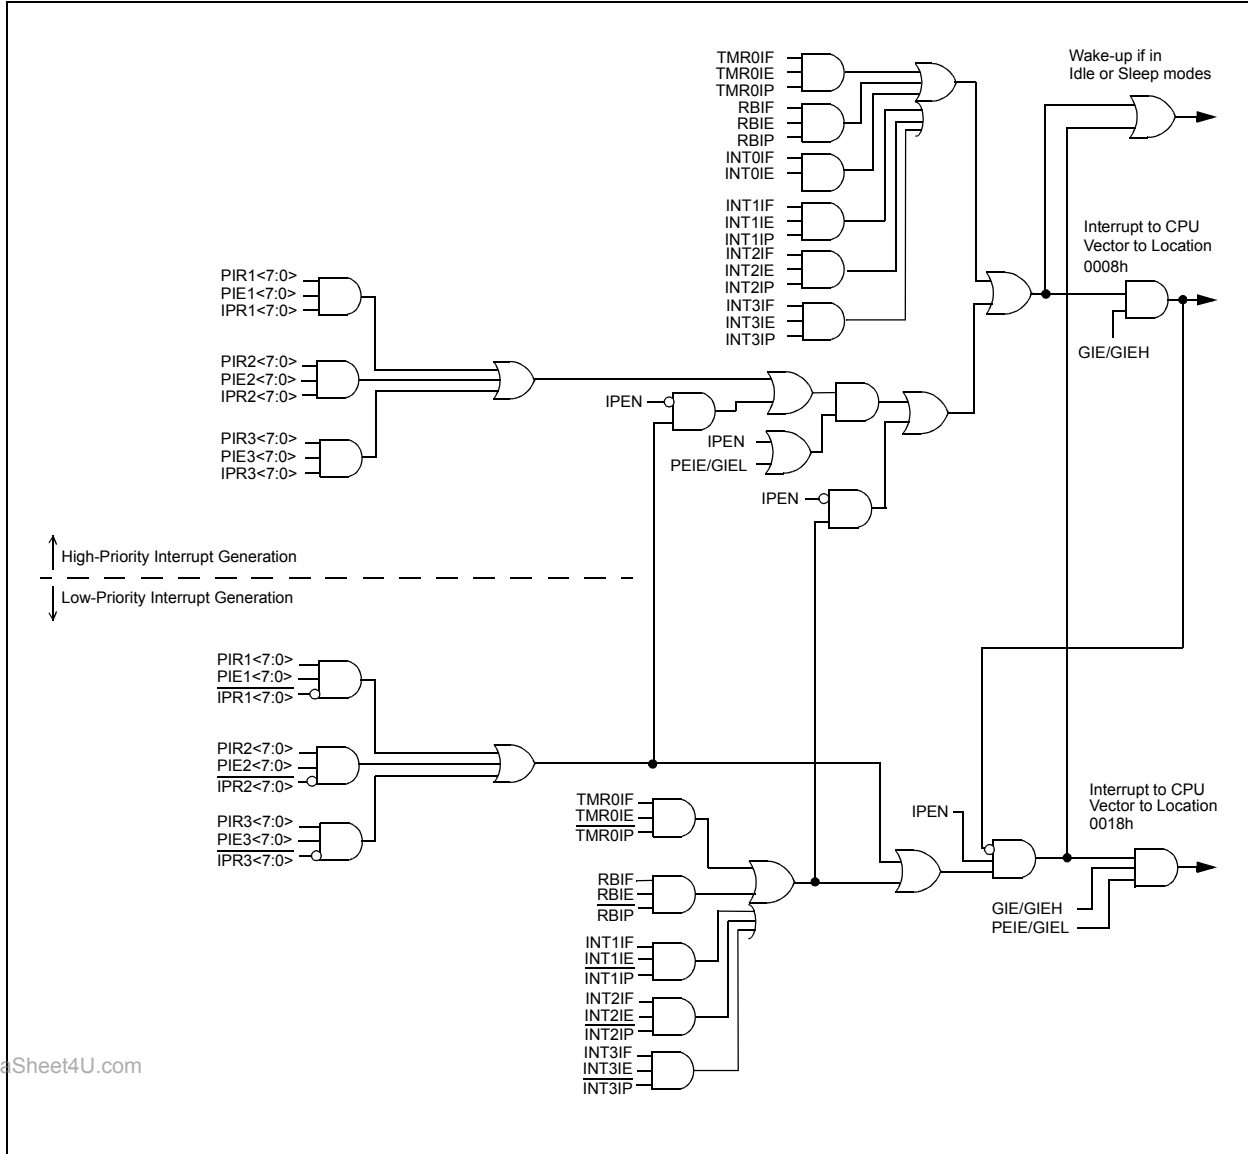 TMR0IF
TMR0IE
TMR0IP
RBIF
RBIE
RBIP
INT0IF
INT0IE
INT1IF
INT1IE
INT1IP
INT2IF
INT2IE
INT2IP
INT3IF
INT3IE
INT3IP
Wake-up if in
Idle or Sleep modes
Interrupt to CPU
Vector to Location
0008h
GIE/GIEH
PIR1<7:0>
PIE1<7:0>
IPR1<7:0>
PIR2<7:0>
PIE2<7:0>
IPR2<7:0>
PIR3<7:0>
PIE3<7:0>
IPR3<7:0>
IPEN
IPEN
PEIE/GIEL
IPEN
High-Priority Interrupt Generation
Low-Priority Interrupt Generation
PIR1<7:0>
PIE1<7:0>
IPR1<7:0>
PIR2<7:0>
PIE2<7:0>
IPR2<7:0>
PIR3<7:0>
PIE3<7:0>
IPR3<7:0>
TMR0IF
TMR0IE
TMR0IP
RBIF
RBIE
RBIP
INT1IF
INT1IE
INT1IP
INT2IF
INT2IE
INT2IP
INT3IF
INT3IE
INT3IP
IPEN
Interrupt to CPU
Vector to Location
0018h
GIE/GIEH
PEIE/GIEL
aSheet4U.com